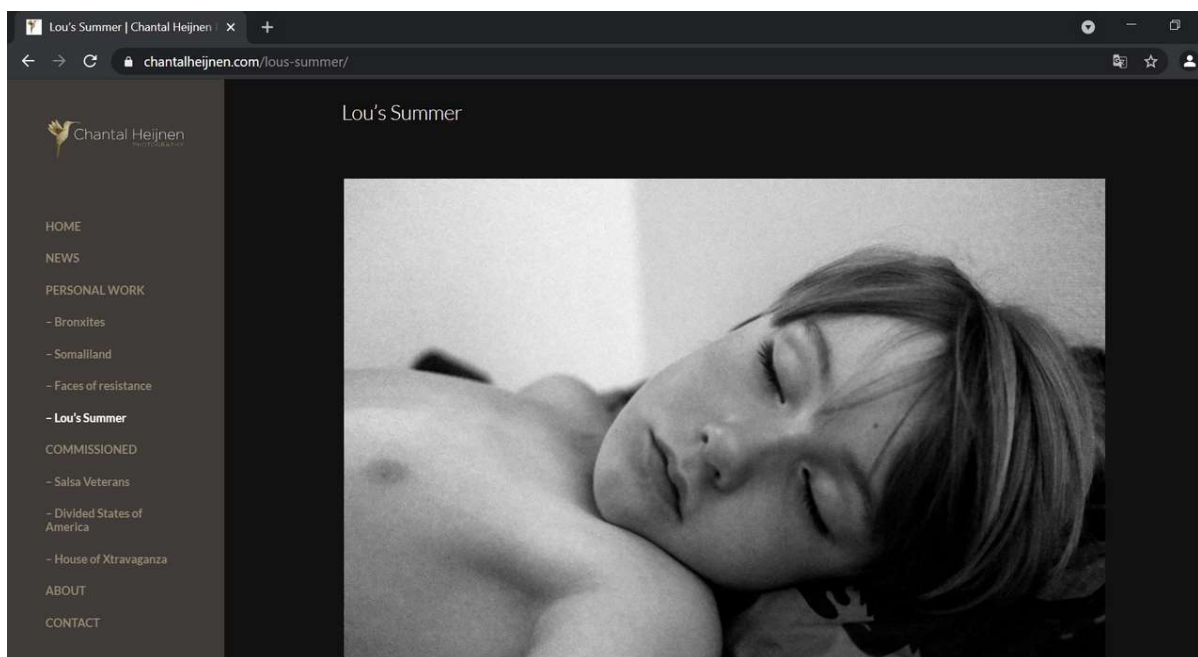 Lou's Summer | Chantal Heijnen
chantalheijnen.com/lous-summer/
Chantal Heijnen
PHOTOGRAPHY
HOME
NEWS
PERSONAL WORK
– Bronxites
– Somaliland
– Faces of resistance
– Lou's Summer
COMMISSIONED
– Salsa Veterans
– Divided States of
America
– House of Xtravaganza
ABOUT
CONTACT
Lou's Summer